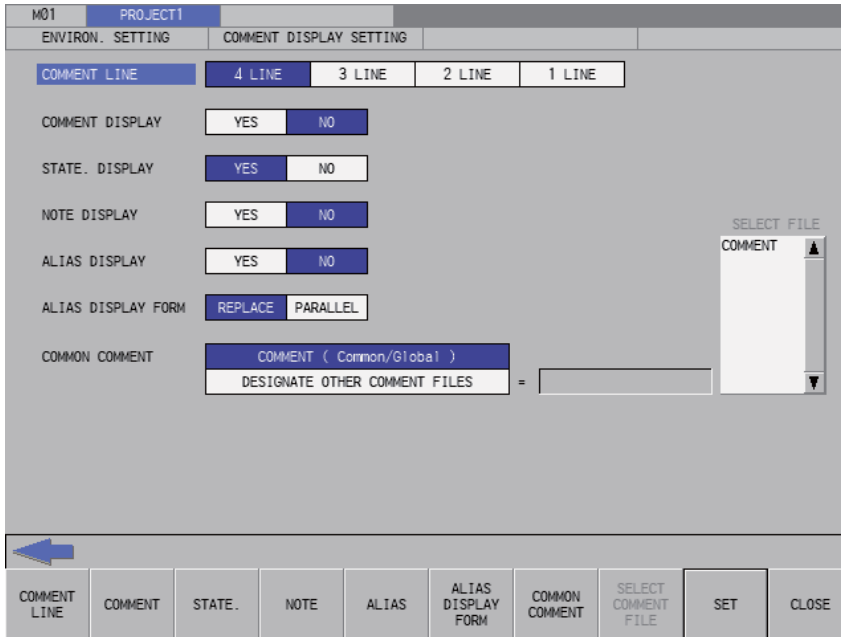 MØ1 PROJECT1
ENVIRON. SETTING COMMENT DISPLAY SETTING
COMMENT LINE 4 LINE 3 LINE 2 LINE 1 LINE
COMMENT DISPLAY YES NO
STATE. DISPLAY YES NO
NOTE DISPLAY YES NO
SELECT FILE
COMMENT
ALIAS DISPLAY YES NO
ALIAS DISPLAY FORM REPLACE PARALLEL
COMMON COMMENT COMMENT ( Common/Global )
DESIGNATE OTHER COMMENT FILES =
COMMENT LINE
COMMENT
STATE.
NOTE
ALIAS
ALIAS DISPLAY FORM
COMMON COMMENT
SELECT COMMENT FILE
SET
CLOSE